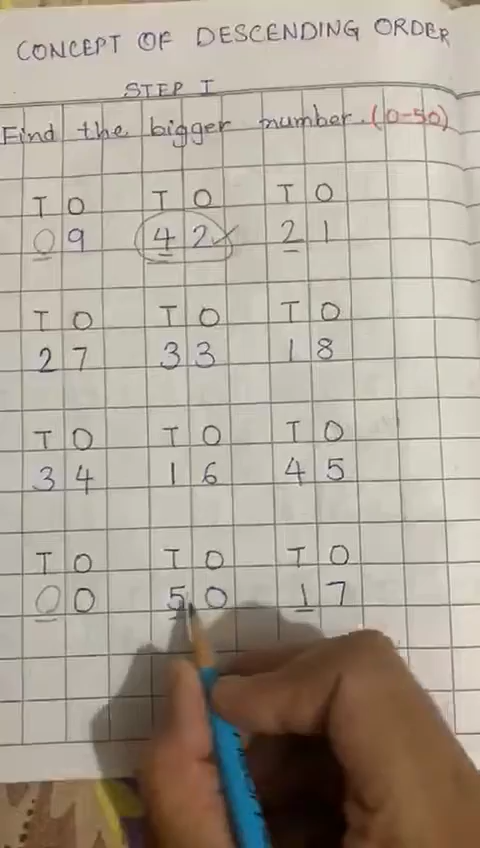 CONCEPT OF DESCENDING ORDER
STEP I
Find the bigger number. (0-50)
T O T O T O
0 9 4 2 2 1
T O T O T O
2 7 3 3 1 8
T O T O T O
3 4 1 6 4 5
T O T O T O
0 0 5 0 1 7